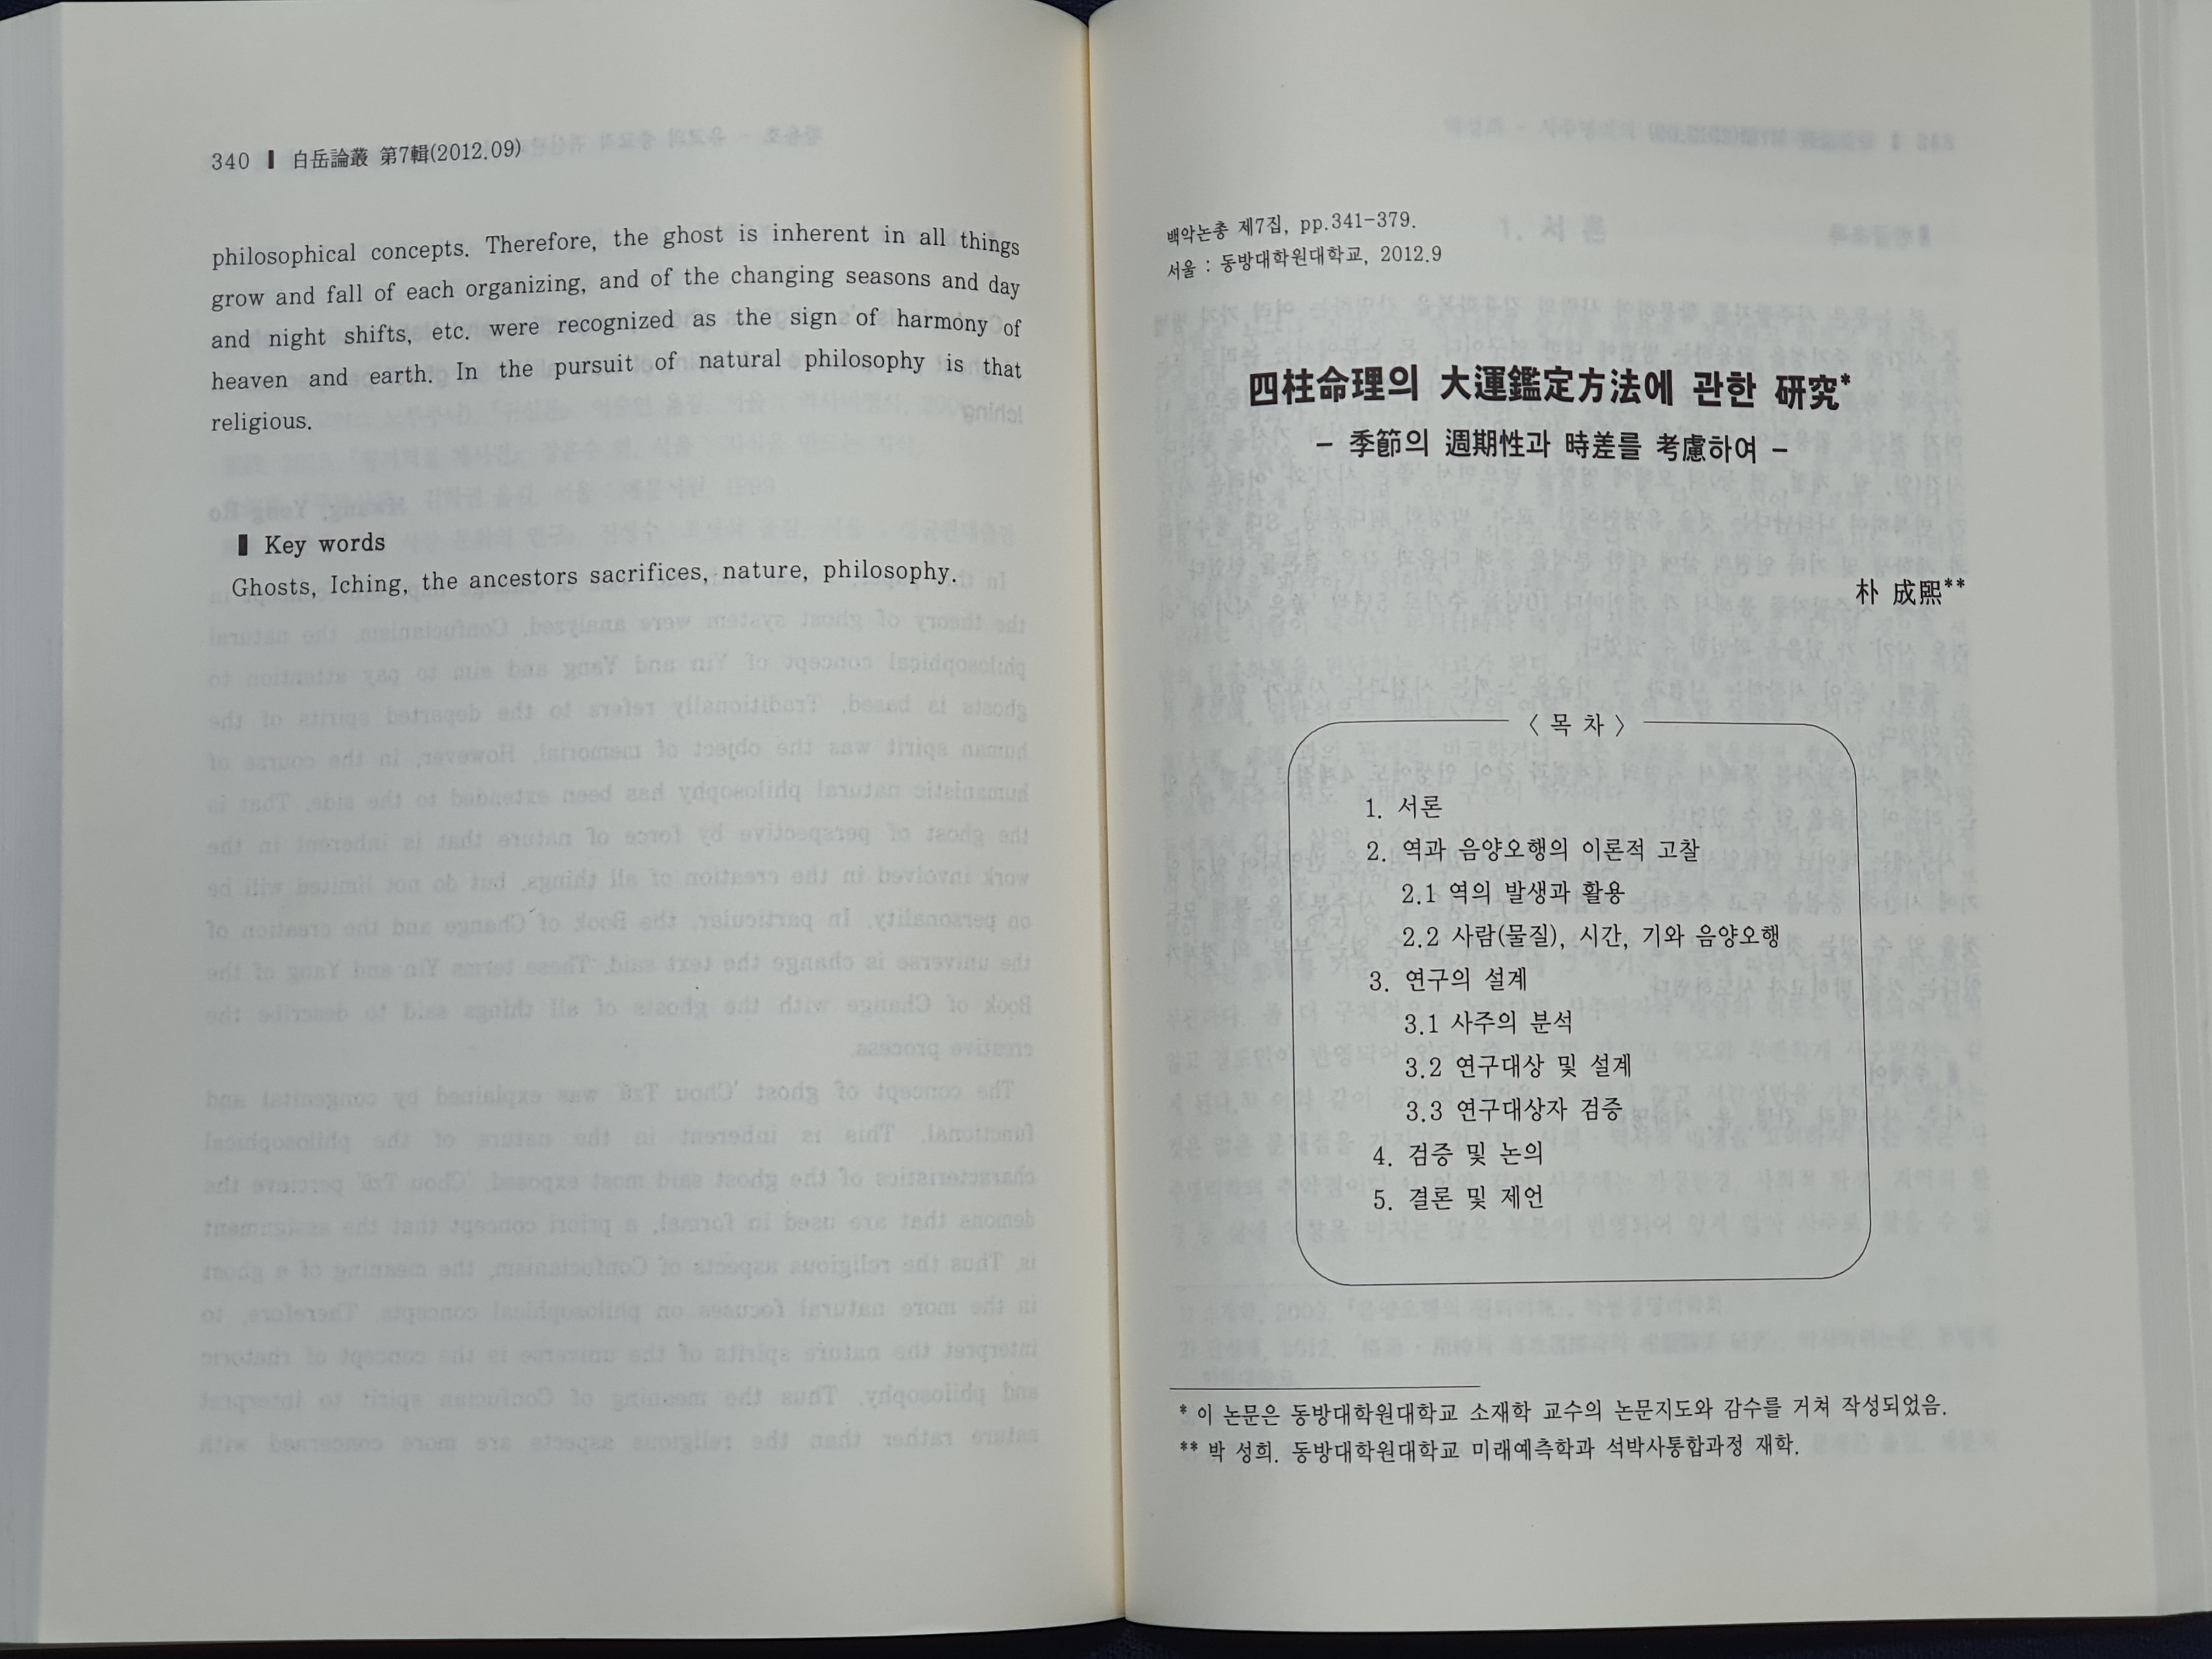 340 ▌ 白岳論叢 第7輯(2012.09)
philosophical concepts. Therefore, the ghost is inherent in all things
grow and fall of each organizing, and of the changing seasons and day
and night shifts, etc. were recognized as the sign of harmony of
heaven and earth. In the pursuit of natural philosophy is that
religious.
▌ Key words
Ghosts, Iching, the ancestors sacrifices, nature, philosophy.
백악논총 제7집, pp.341-379.
서울 : 동방대학원대학교, 2012.9
四柱命理의 大運鑑定方法에 관한 研究*
- 季節의 週期性과 時差를 考慮하여 -
朴 成熙**
〈 목 차 〉
1. 서론
2. 역과 음양오행의 이론적 고찰
2.1 역의 발생과 활용
2.2 사람(물질), 시간, 기와 음양오행
3. 연구의 설계
3.1 사주의 분석
3.2 연구대상 및 설계
3.3 연구대상자 검증
4. 검증 및 논의
5. 결론 및 제언
* 이 논문은 동방대학원대학교 소재학 교수의 논문지도와 감수를 거쳐 작성되었음.
** 박 성희. 동방대학원대학교 미래예측학과 석박사통합과정 재학.